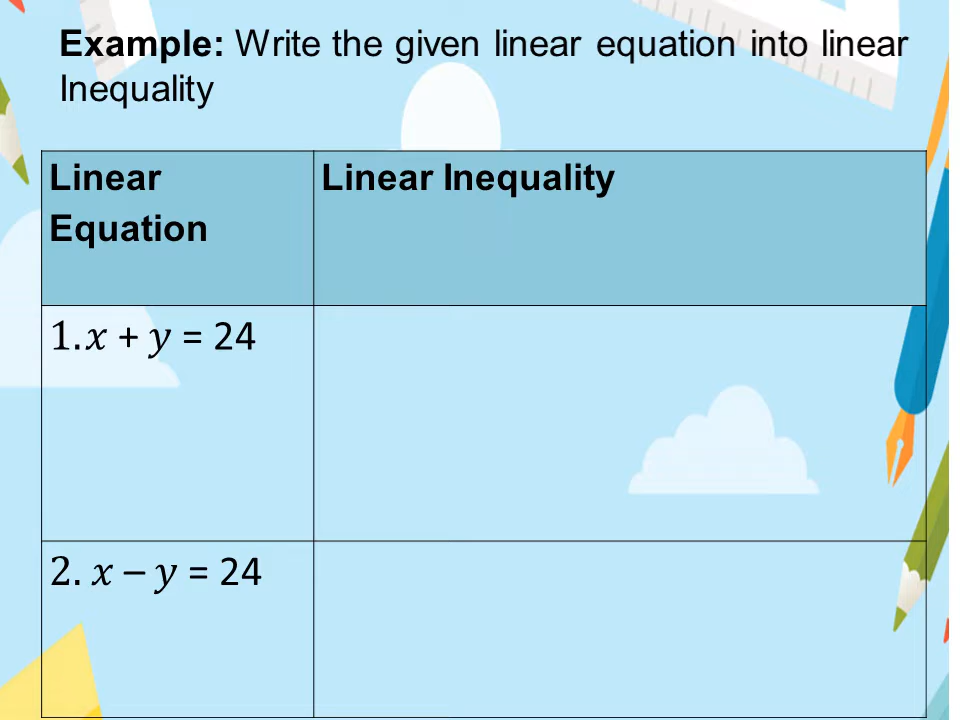 Example: Write the given linear equation into linear
Inequality
Linear
Equation
Linear Inequality
1.𝑥 + 𝑦 = 24
2. 𝑥 – 𝑦 = 24